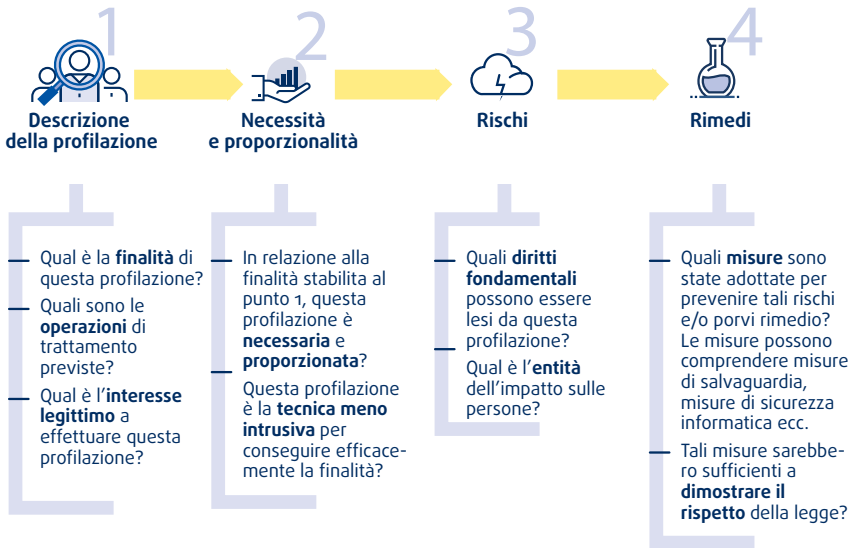 1
Descrizione
della profilazione
Qual è la finalità di
questa profilazione?
Quali sono le
operazioni di
trattamento
previste?
Qual è l'interesse
legittimo a
effettuare questa
profilazione?
2
Necessità
e proporzionalità
In relazione alla
finalità stabilita al
punto 1, questa
profilazione è
necessaria e
proporzionata?
Questa profilazione
è la tecnica meno
intrusiva per
conseguire efficace-
mente la finalità?
3
Rischi
Quali diritti
fondamentali
possono essere
lesi da questa
profilazione?
Qual è l'entità
dell'impatto sulle
persone?
4
Rimedi
Quali misure sono
state adottate per
prevenire tali rischi
e/o porvi rimedio?
Le misure possono
comprendere misure
di salvaguardia,
misure di sicurezza
informatica ecc.
Tali misure sarebbe-
ro sufficienti a
dimostrare il
rispetto della legge?